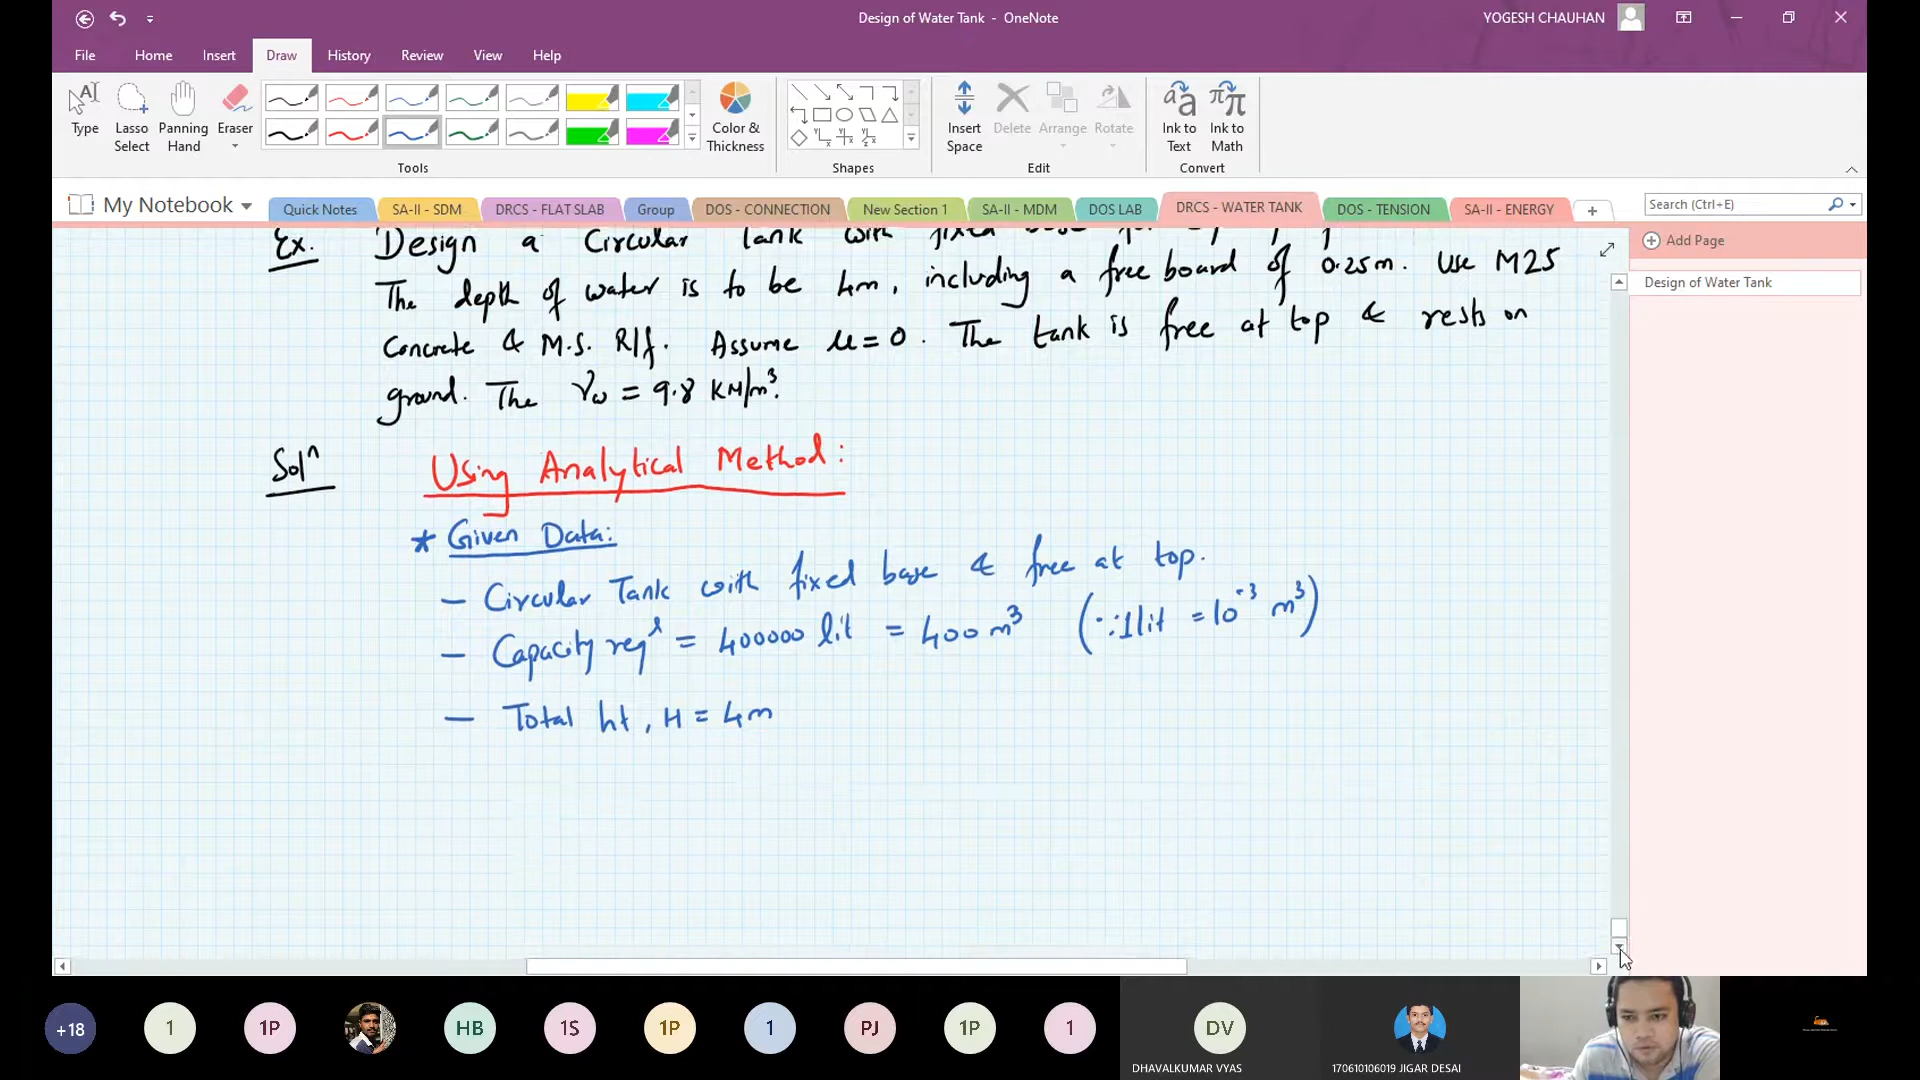 Design of Water Tank - OneNote
YOGESH CHAUHAN
File Home Insert Draw History Review View Help
Type
Lasso Select
Panning Hand
Eraser
Color & Thickness
Insert Space
Delete
Arrange
Rotate
Ink to Text
Ink to Math
Tools
Shapes
Edit
Convert
My Notebook
Quick Notes
SA-II - SDM
DRCS - FLAT SLAB
Group
DOS - CONNECTION
New Section 1
SA-II - MDM
DOS LAB
DRCS - WATER TANK
DOS - TENSION
SA-II - ENERGY
Search (Ctrl+E)
Add Page
Design of Water Tank
Ex. Design a Circular tank with fixed base for
The depth of water is to be 4m, including a free board of 0.25m. Use M25
Concrete & M.S. R/f. Assume μ = 0. The tank is free at top & rests on
ground. The γw = 9.8 KN/m³.
Solⁿ Using Analytical Method:
* Given Data:
— Circular Tank with fixed base & free at top.
— Capacity reqᵈ = 400000 lit = 400 m³ (∵ 1 lit = 10⁻³ m³)
— Total ht, H = 4m
+18
1
1P
HB
1S
1P
1
PJ
1P
1
DV
DHAVALKUMAR VYAS
170610106019 JIGAR DESAI